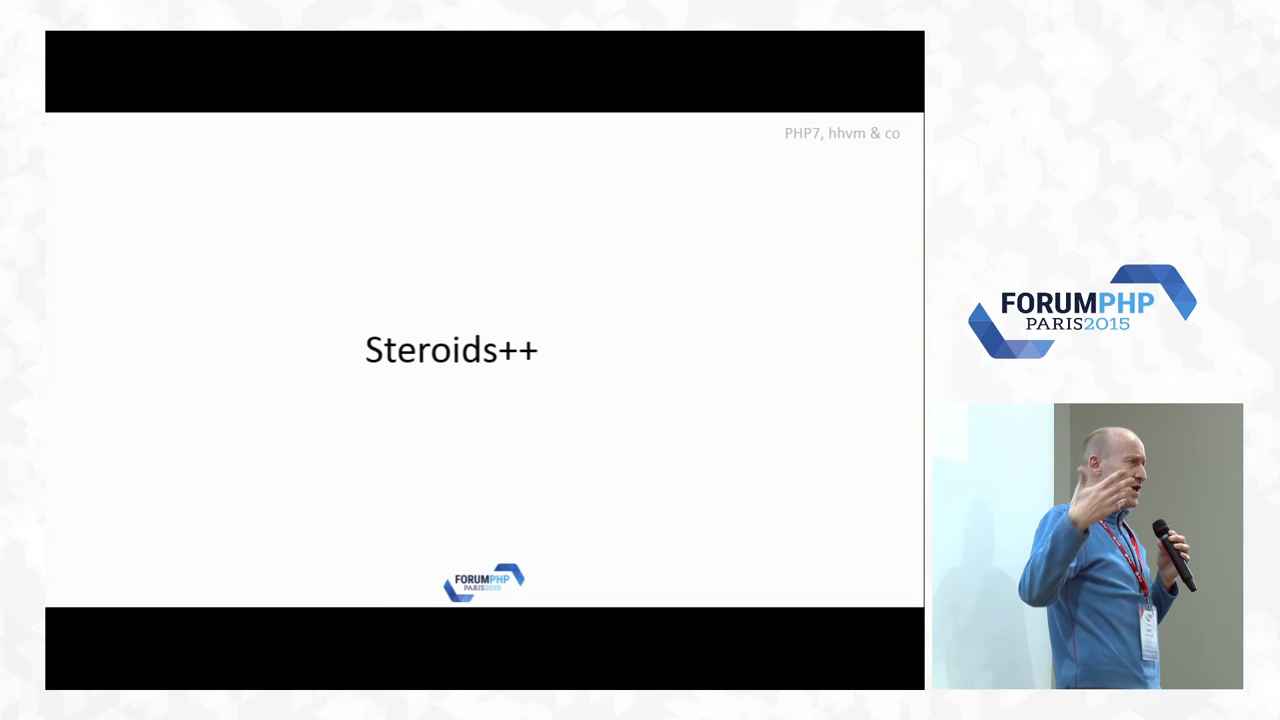 PHP7, hhvm & co
Steroids++
FORUMPHP
PARIS2015
FORUMPHP
PARIS2015